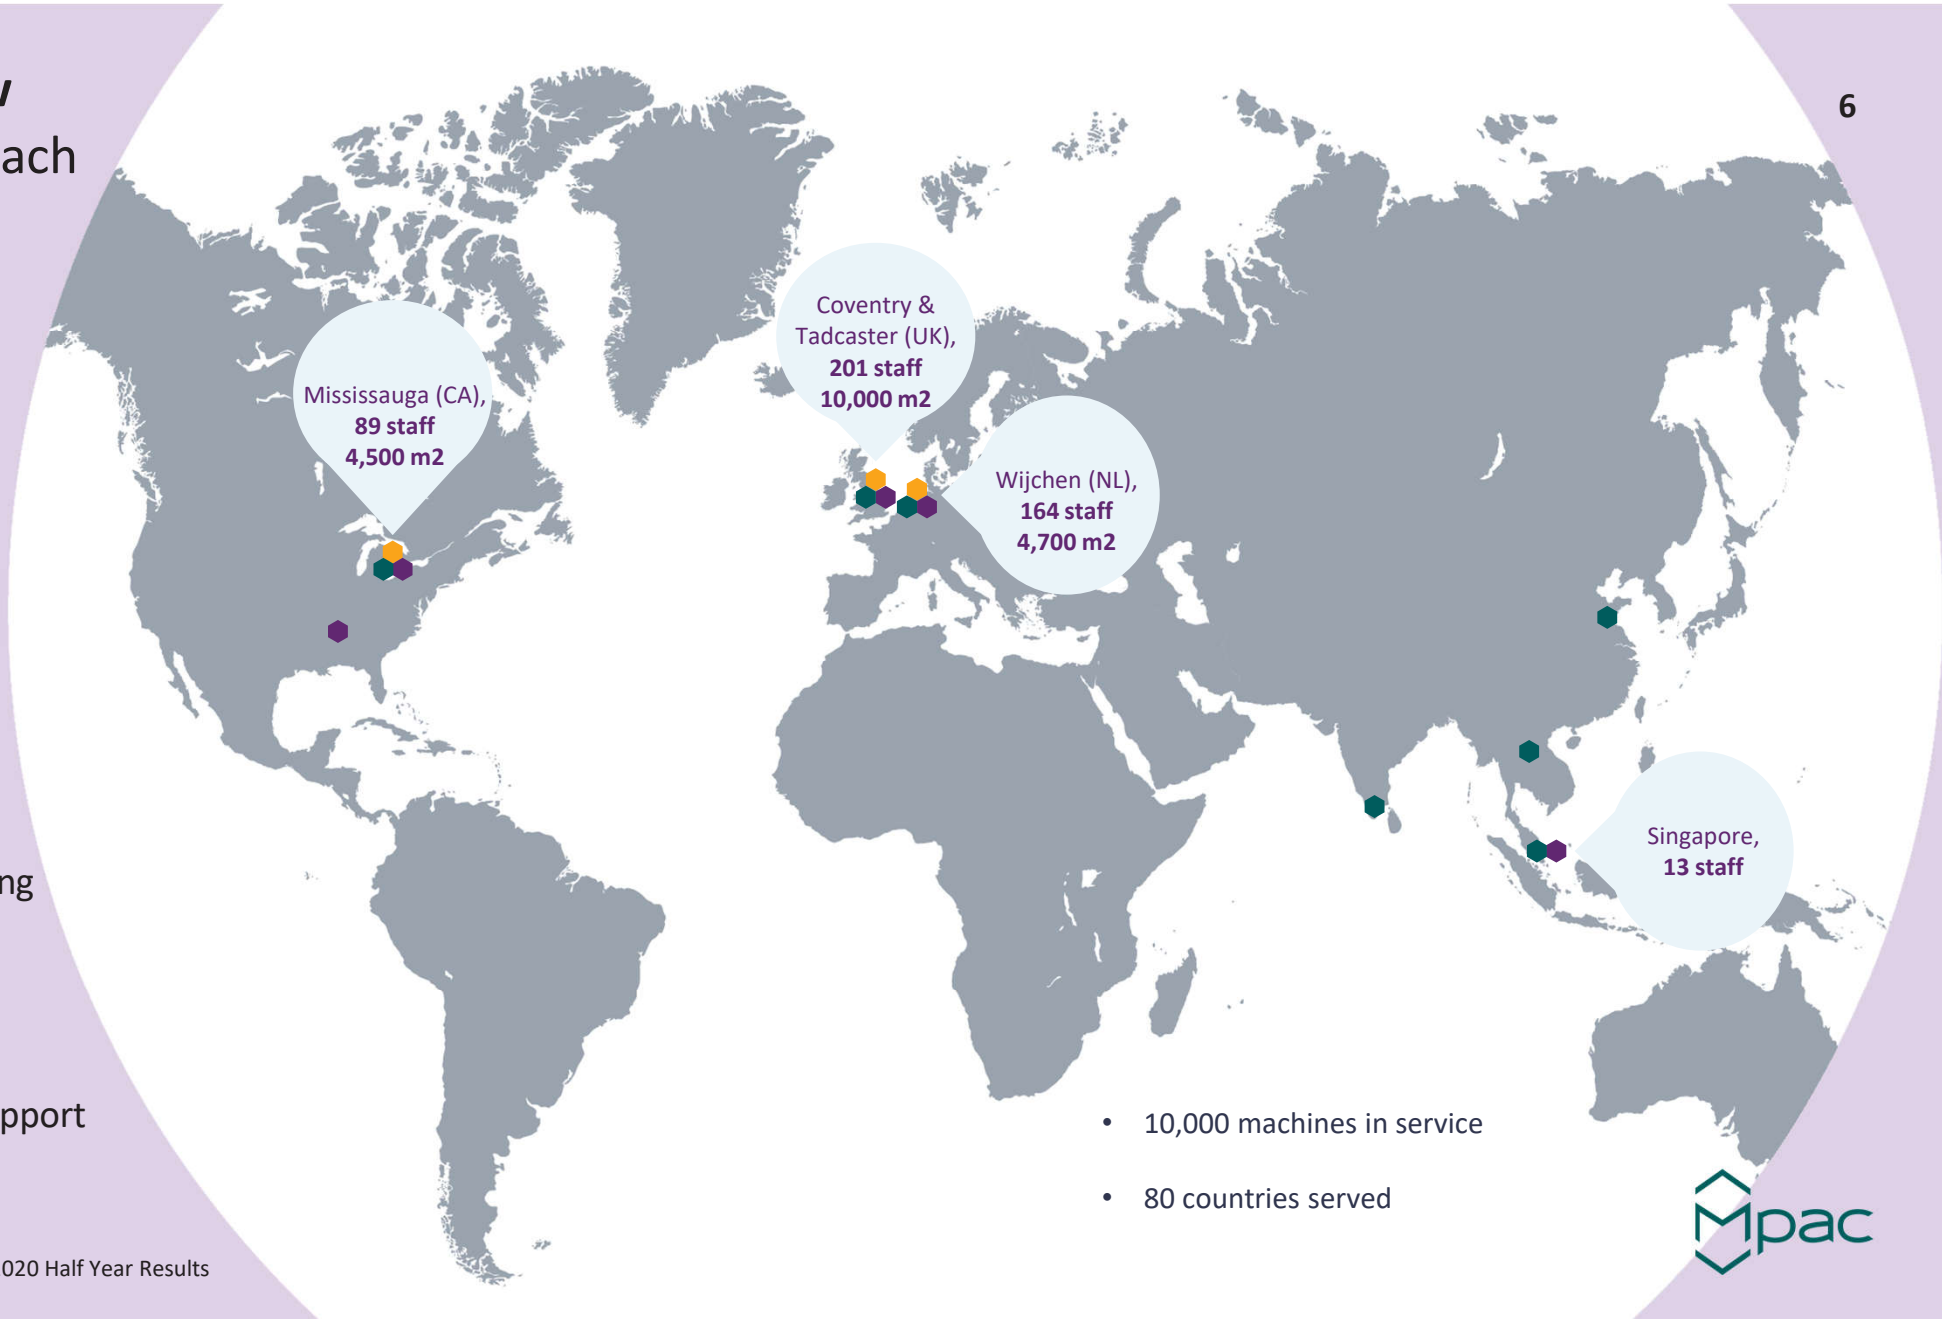 6
ach
Coventry &
Tadcaster (UK),
201 staff
10,000 m2
Mississauga (CA),
89 staff
4,500 m2
Wijchen (NL),
164 staff
4,700 m2
Singapore,
13 staff
ng
pport
• 10,000 machines in service
• 80 countries served
Mpac
020 Half Year Results